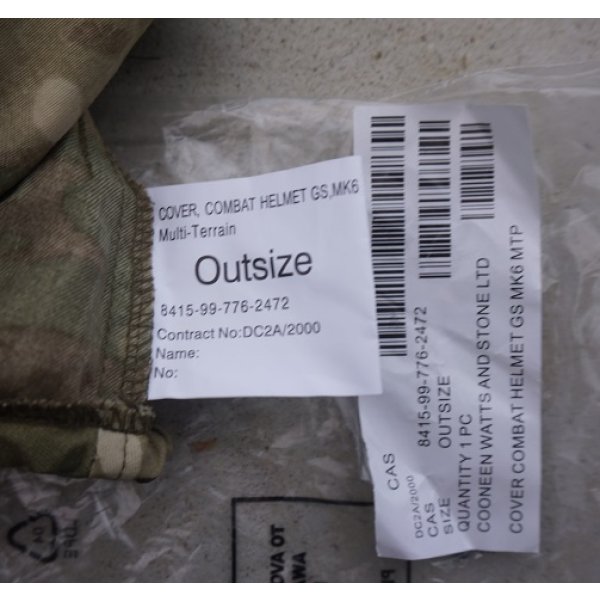 COVER, COMBAT HELMET GS,MK6
Multi-Terrain
Outsize
8415-99-776-2472
Contract No:DC2A/2000
Name:
No:
CAS
DC2A/2000
CAS 8415-99-776-2472
SIZE OUTSIZE
QUANTITY 1 PC
COONEEN WATTS AND STONE LTD
COVER COMBAT HELMET GS MK6 MTP
04